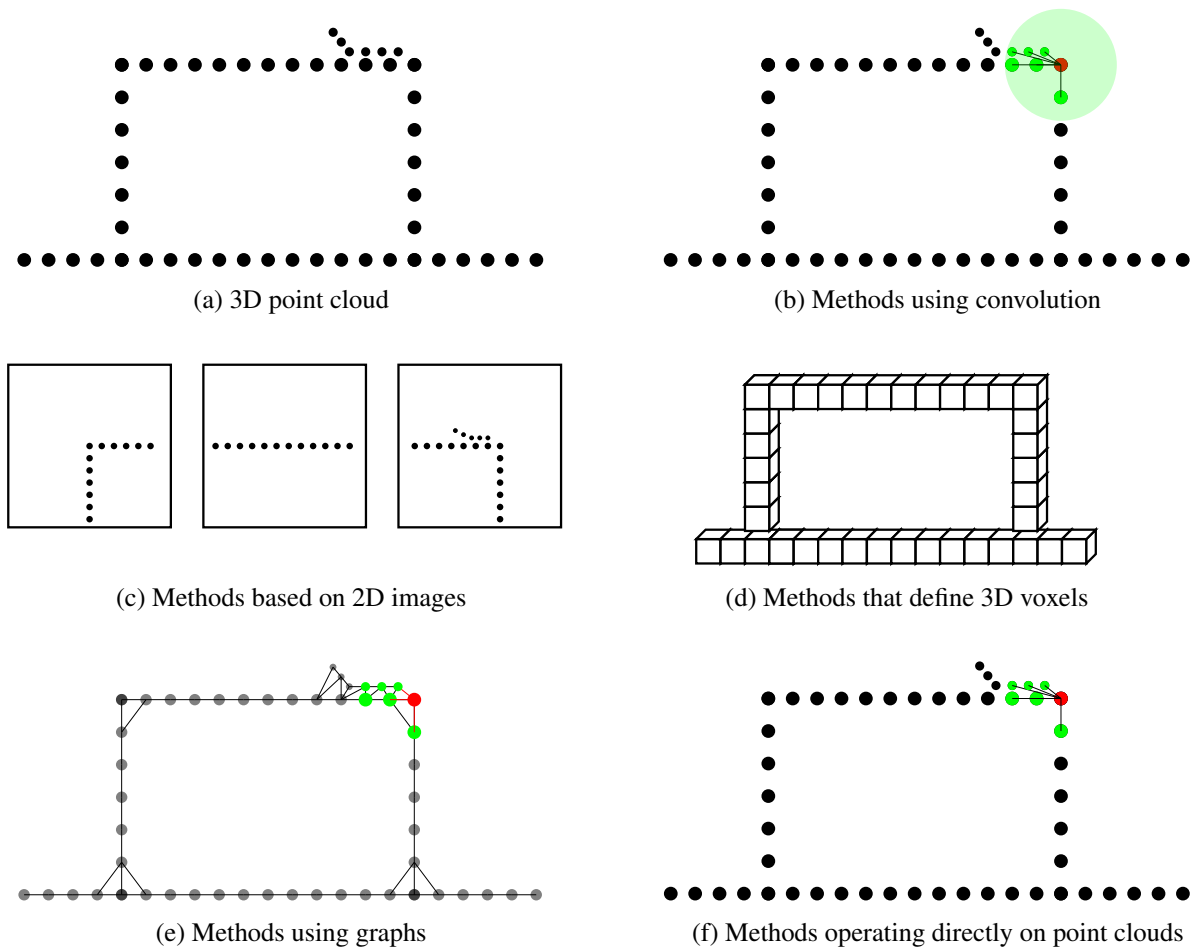 (a) 3D point cloud
(b) Methods using convolution
(c) Methods based on 2D images
(d) Methods that define 3D voxels
(e) Methods using graphs
(f) Methods operating directly on point clouds